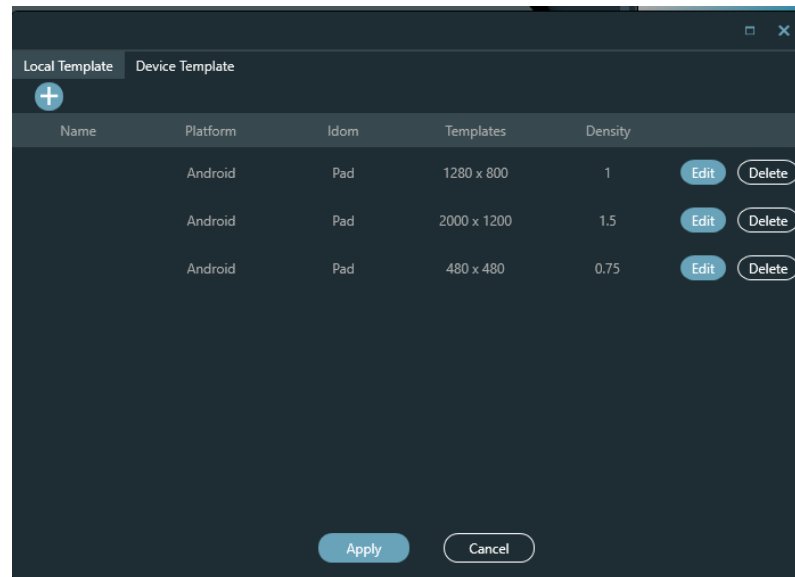 Local Template Device Template
Name Platform Idom Templates Density
Android Pad 1280 x 800 1 Edit Delete
Android Pad 2000 x 1200 1.5 Edit Delete
Android Pad 480 x 480 0.75 Edit Delete
Apply Cancel